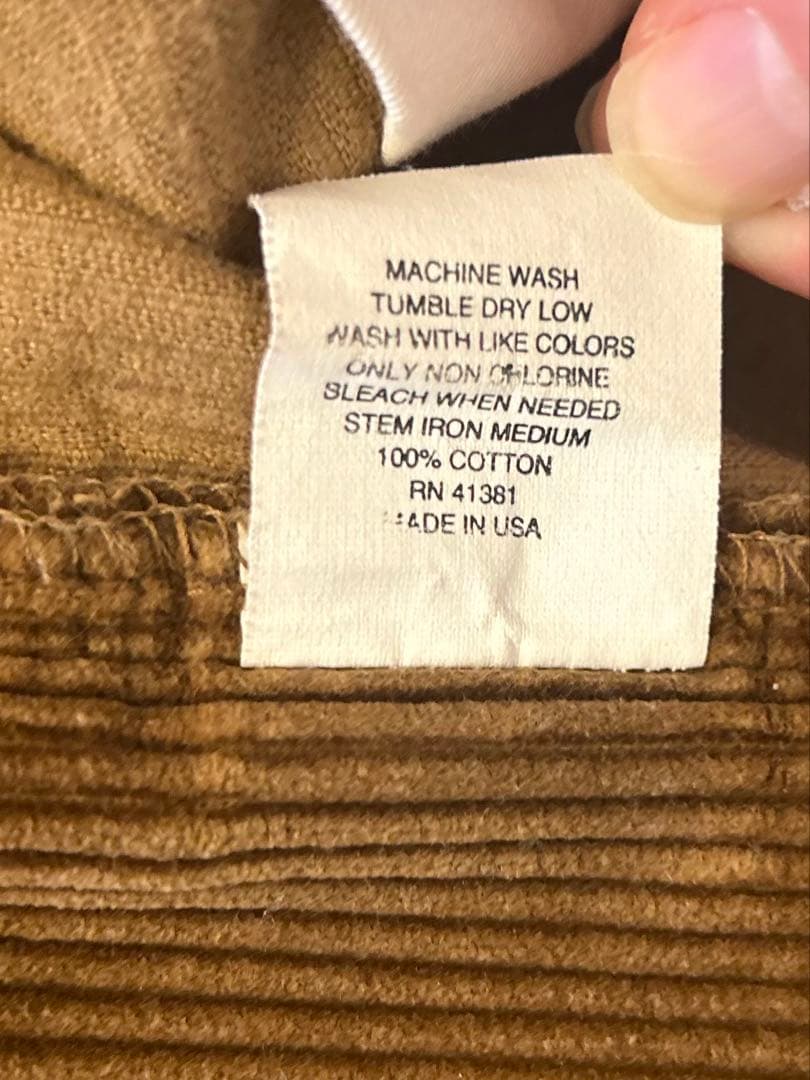 MACHINE WASH
TUMBLE DRY LOW
WASH WITH LIKE COLORS
ONLY NON CHLORINE
BLEACH WHEN NEEDED
STEM IRON MEDIUM
100% COTTON
RN 41381
MADE IN USA